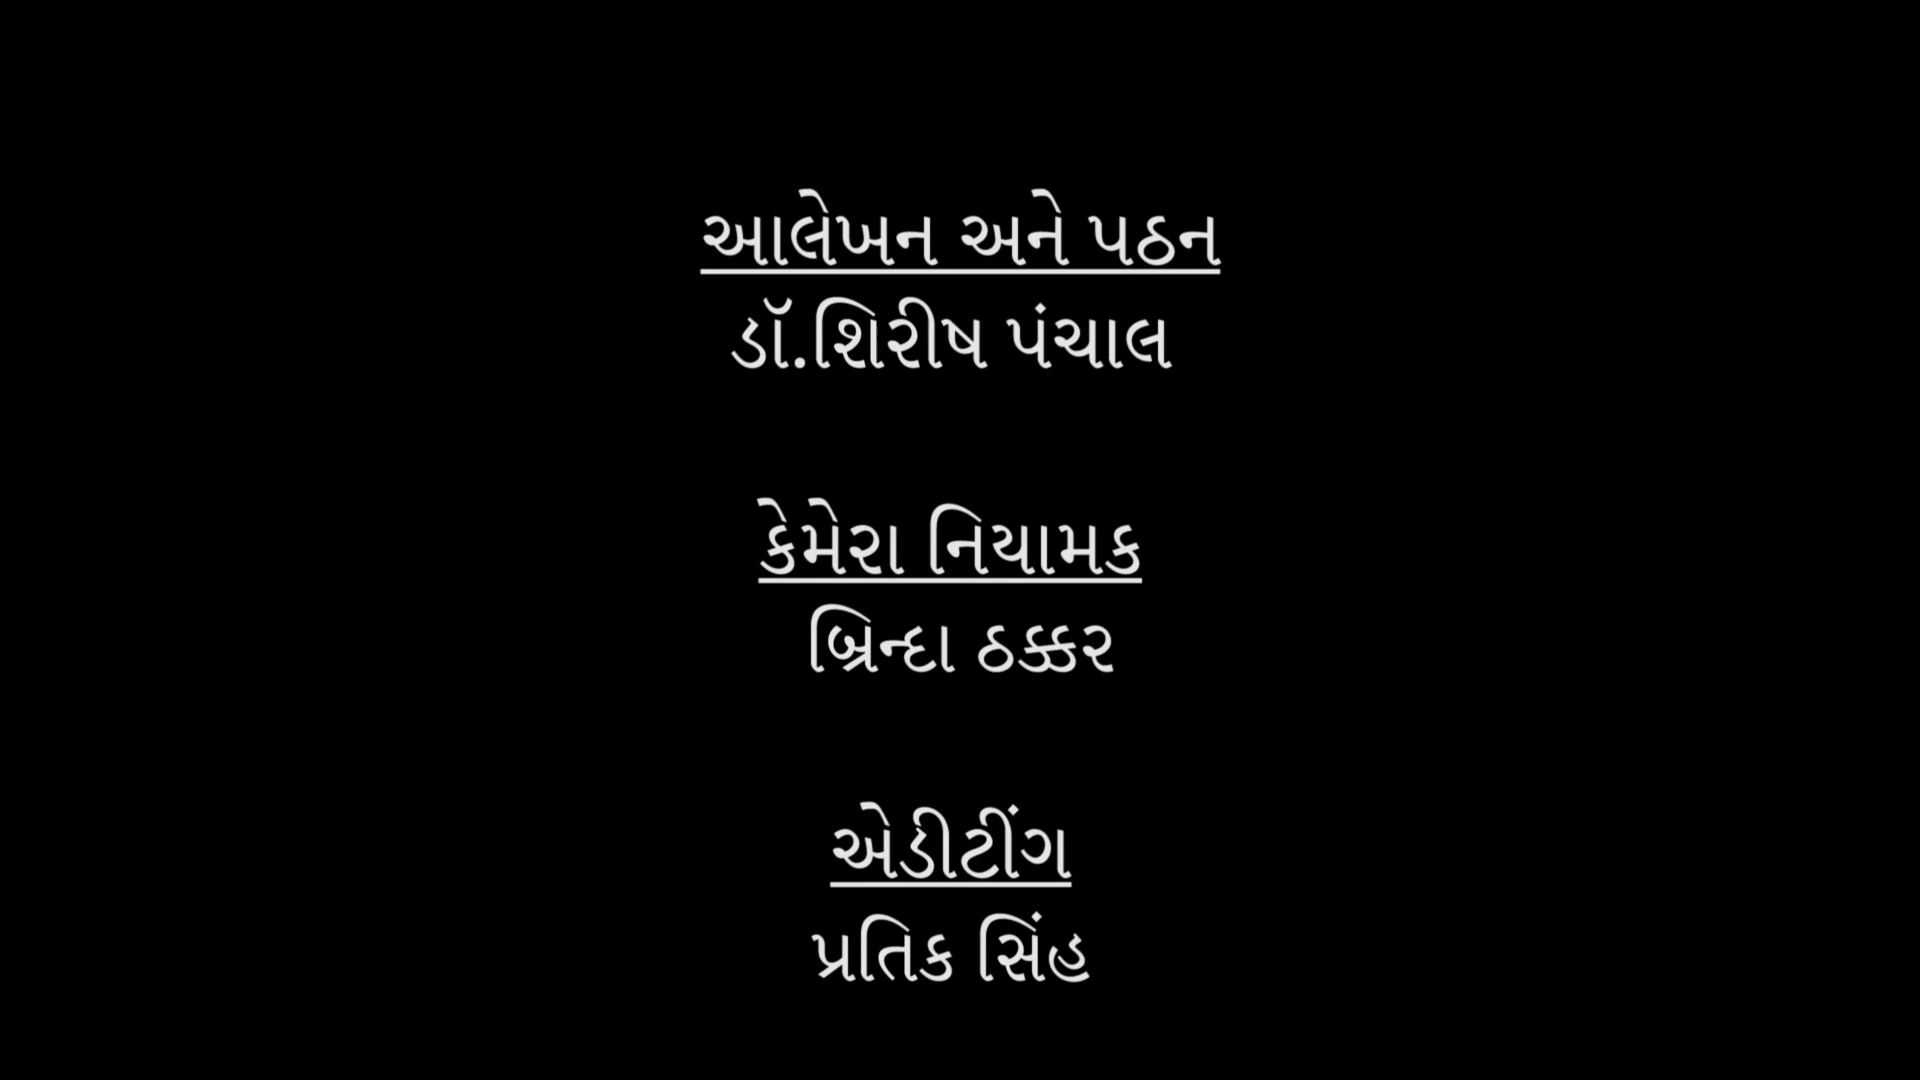 આલેખન અને પઠન
ડૉ.શિરીષ પંચાલ
કેમેરા નિયામક
બ્રિન્દા ઠક્કર
એડીટીંગ
પ્રતિક સિંહ